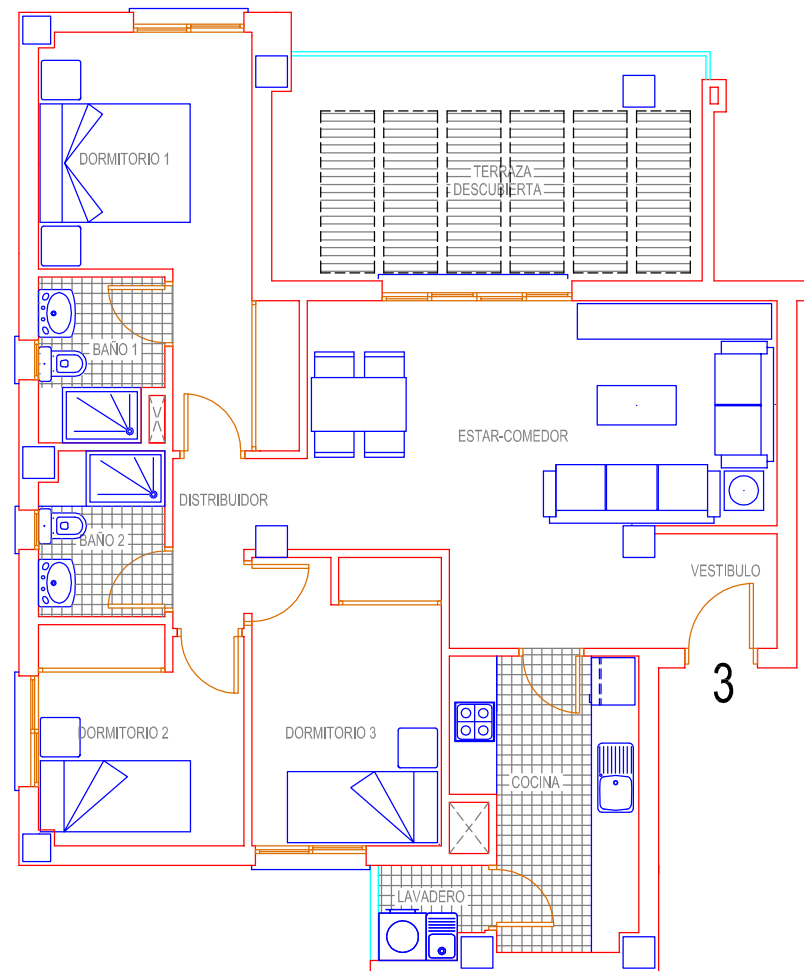 DORMITORIO 1
TERRAZA
DESCUBIERTA
BAÑO 1
ESTAR-COMEDOR
DISTRIBUIDOR
BAÑO 2
VESTIBULO
3
DORMITORIO 2
DORMITORIO 3
COCINA
LAVADERO